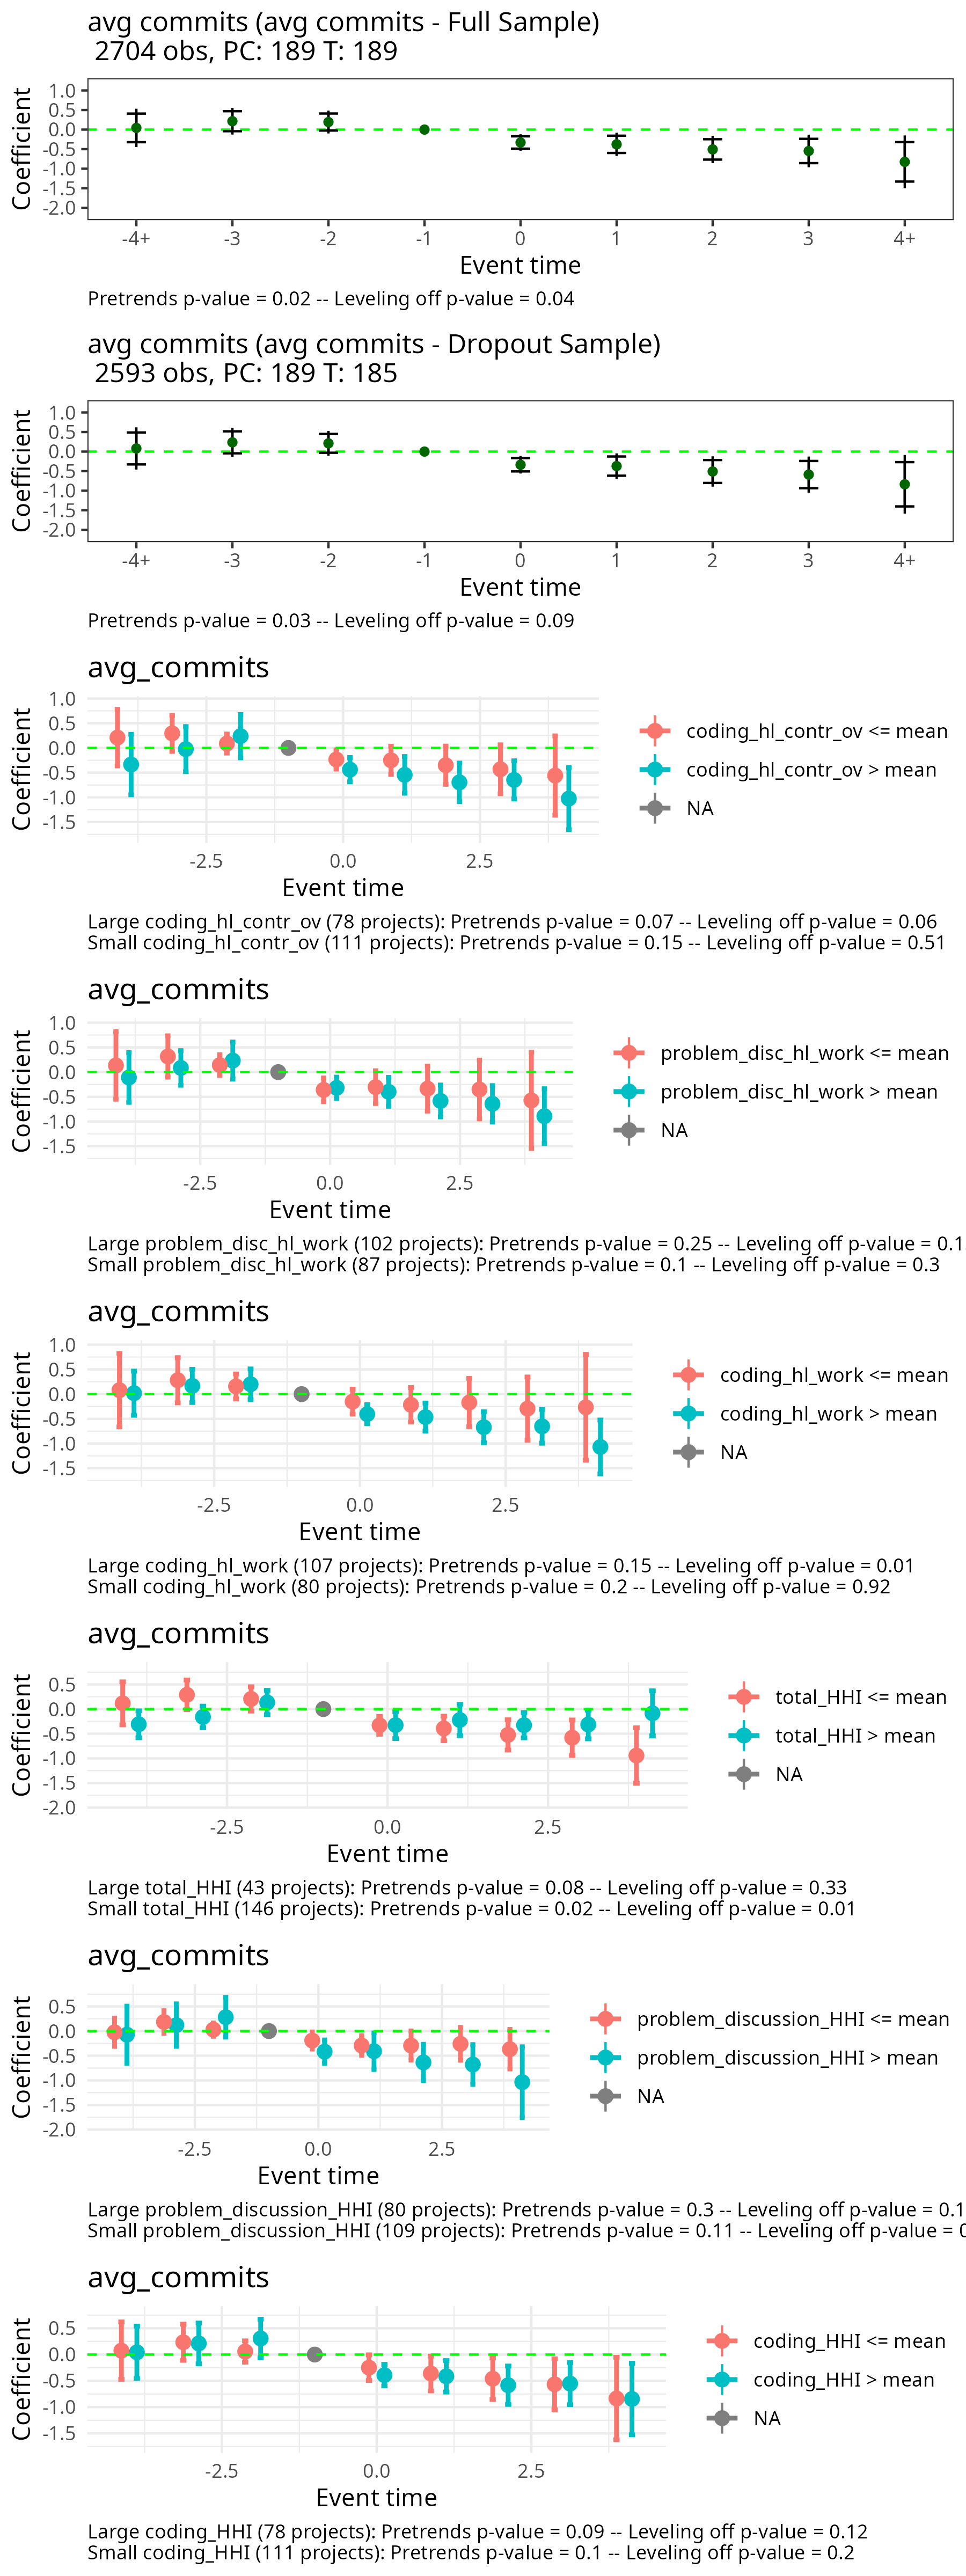 avg commits (avg commits - Full Sample)
2704 obs, PC: 189 T: 189
Coefficient
1.0
0.5
0.0
-0.5
-1.0
-1.5
-2.0
-4+ -3 -2 -1 0 1 2 3 4+
Event time
Pretrends p-value = 0.02 -- Leveling off p-value = 0.04
avg commits (avg commits - Dropout Sample)
2593 obs, PC: 189 T: 185
Coefficient
1.0
0.5
0.0
-0.5
-1.0
-1.5
-2.0
-4+ -3 -2 -1 0 1 2 3 4+
Event time
Pretrends p-value = 0.03 -- Leveling off p-value = 0.09
avg_commits
Coefficient
1.0
0.5
0.0
-0.5
-1.0
-1.5
-2.5 0.0 2.5
Event time
coding_hl_contr_ov <= mean
coding_hl_contr_ov > mean
NA
Large coding_hl_contr_ov (78 projects): Pretrends p-value = 0.07 -- Leveling off p-value = 0.06
Small coding_hl_contr_ov (111 projects): Pretrends p-value = 0.15 -- Leveling off p-value = 0.51
avg_commits
Coefficient
1.0
0.5
0.0
-0.5
-1.0
-1.5
-2.5 0.0 2.5
Event time
problem_disc_hl_work <= mean
problem_disc_hl_work > mean
NA
Large problem_disc_hl_work (102 projects): Pretrends p-value = 0.25 -- Leveling off p-value = 0.1
Small problem_disc_hl_work (87 projects): Pretrends p-value = 0.1 -- Leveling off p-value = 0.3
avg_commits
Coefficient
1.0
0.5
0.0
-0.5
-1.0
-1.5
-2.5 0.0 2.5
Event time
coding_hl_work <= mean
coding_hl_work > mean
NA
Large coding_hl_work (107 projects): Pretrends p-value = 0.15 -- Leveling off p-value = 0.01
Small coding_hl_work (80 projects): Pretrends p-value = 0.2 -- Leveling off p-value = 0.92
avg_commits
Coefficient
0.5
0.0
-0.5
-1.0
-1.5
-2.0
-2.5 0.0 2.5
Event time
total_HHI <= mean
total_HHI > mean
NA
Large total_HHI (43 projects): Pretrends p-value = 0.08 -- Leveling off p-value = 0.33
Small total_HHI (146 projects): Pretrends p-value = 0.02 -- Leveling off p-value = 0.01
avg_commits
Coefficient
0.5
0.0
-0.5
-1.0
-1.5
-2.0
-2.5 0.0 2.5
Event time
problem_discussion_HHI <= mean
problem_discussion_HHI > mean
NA
Large problem_discussion_HHI (80 projects): Pretrends p-value = 0.3 -- Leveling off p-value = 0.1
Small problem_discussion_HHI (109 projects): Pretrends p-value = 0.11 -- Leveling off p-value =
avg_commits
Coefficient
0.5
0.0
-0.5
-1.0
-1.5
-2.5 0.0 2.5
Event time
coding_HHI <= mean
coding_HHI > mean
NA
Large coding_HHI (78 projects): Pretrends p-value = 0.09 -- Leveling off p-value = 0.12
Small coding_HHI (111 projects): Pretrends p-value = 0.1 -- Leveling off p-value = 0.2